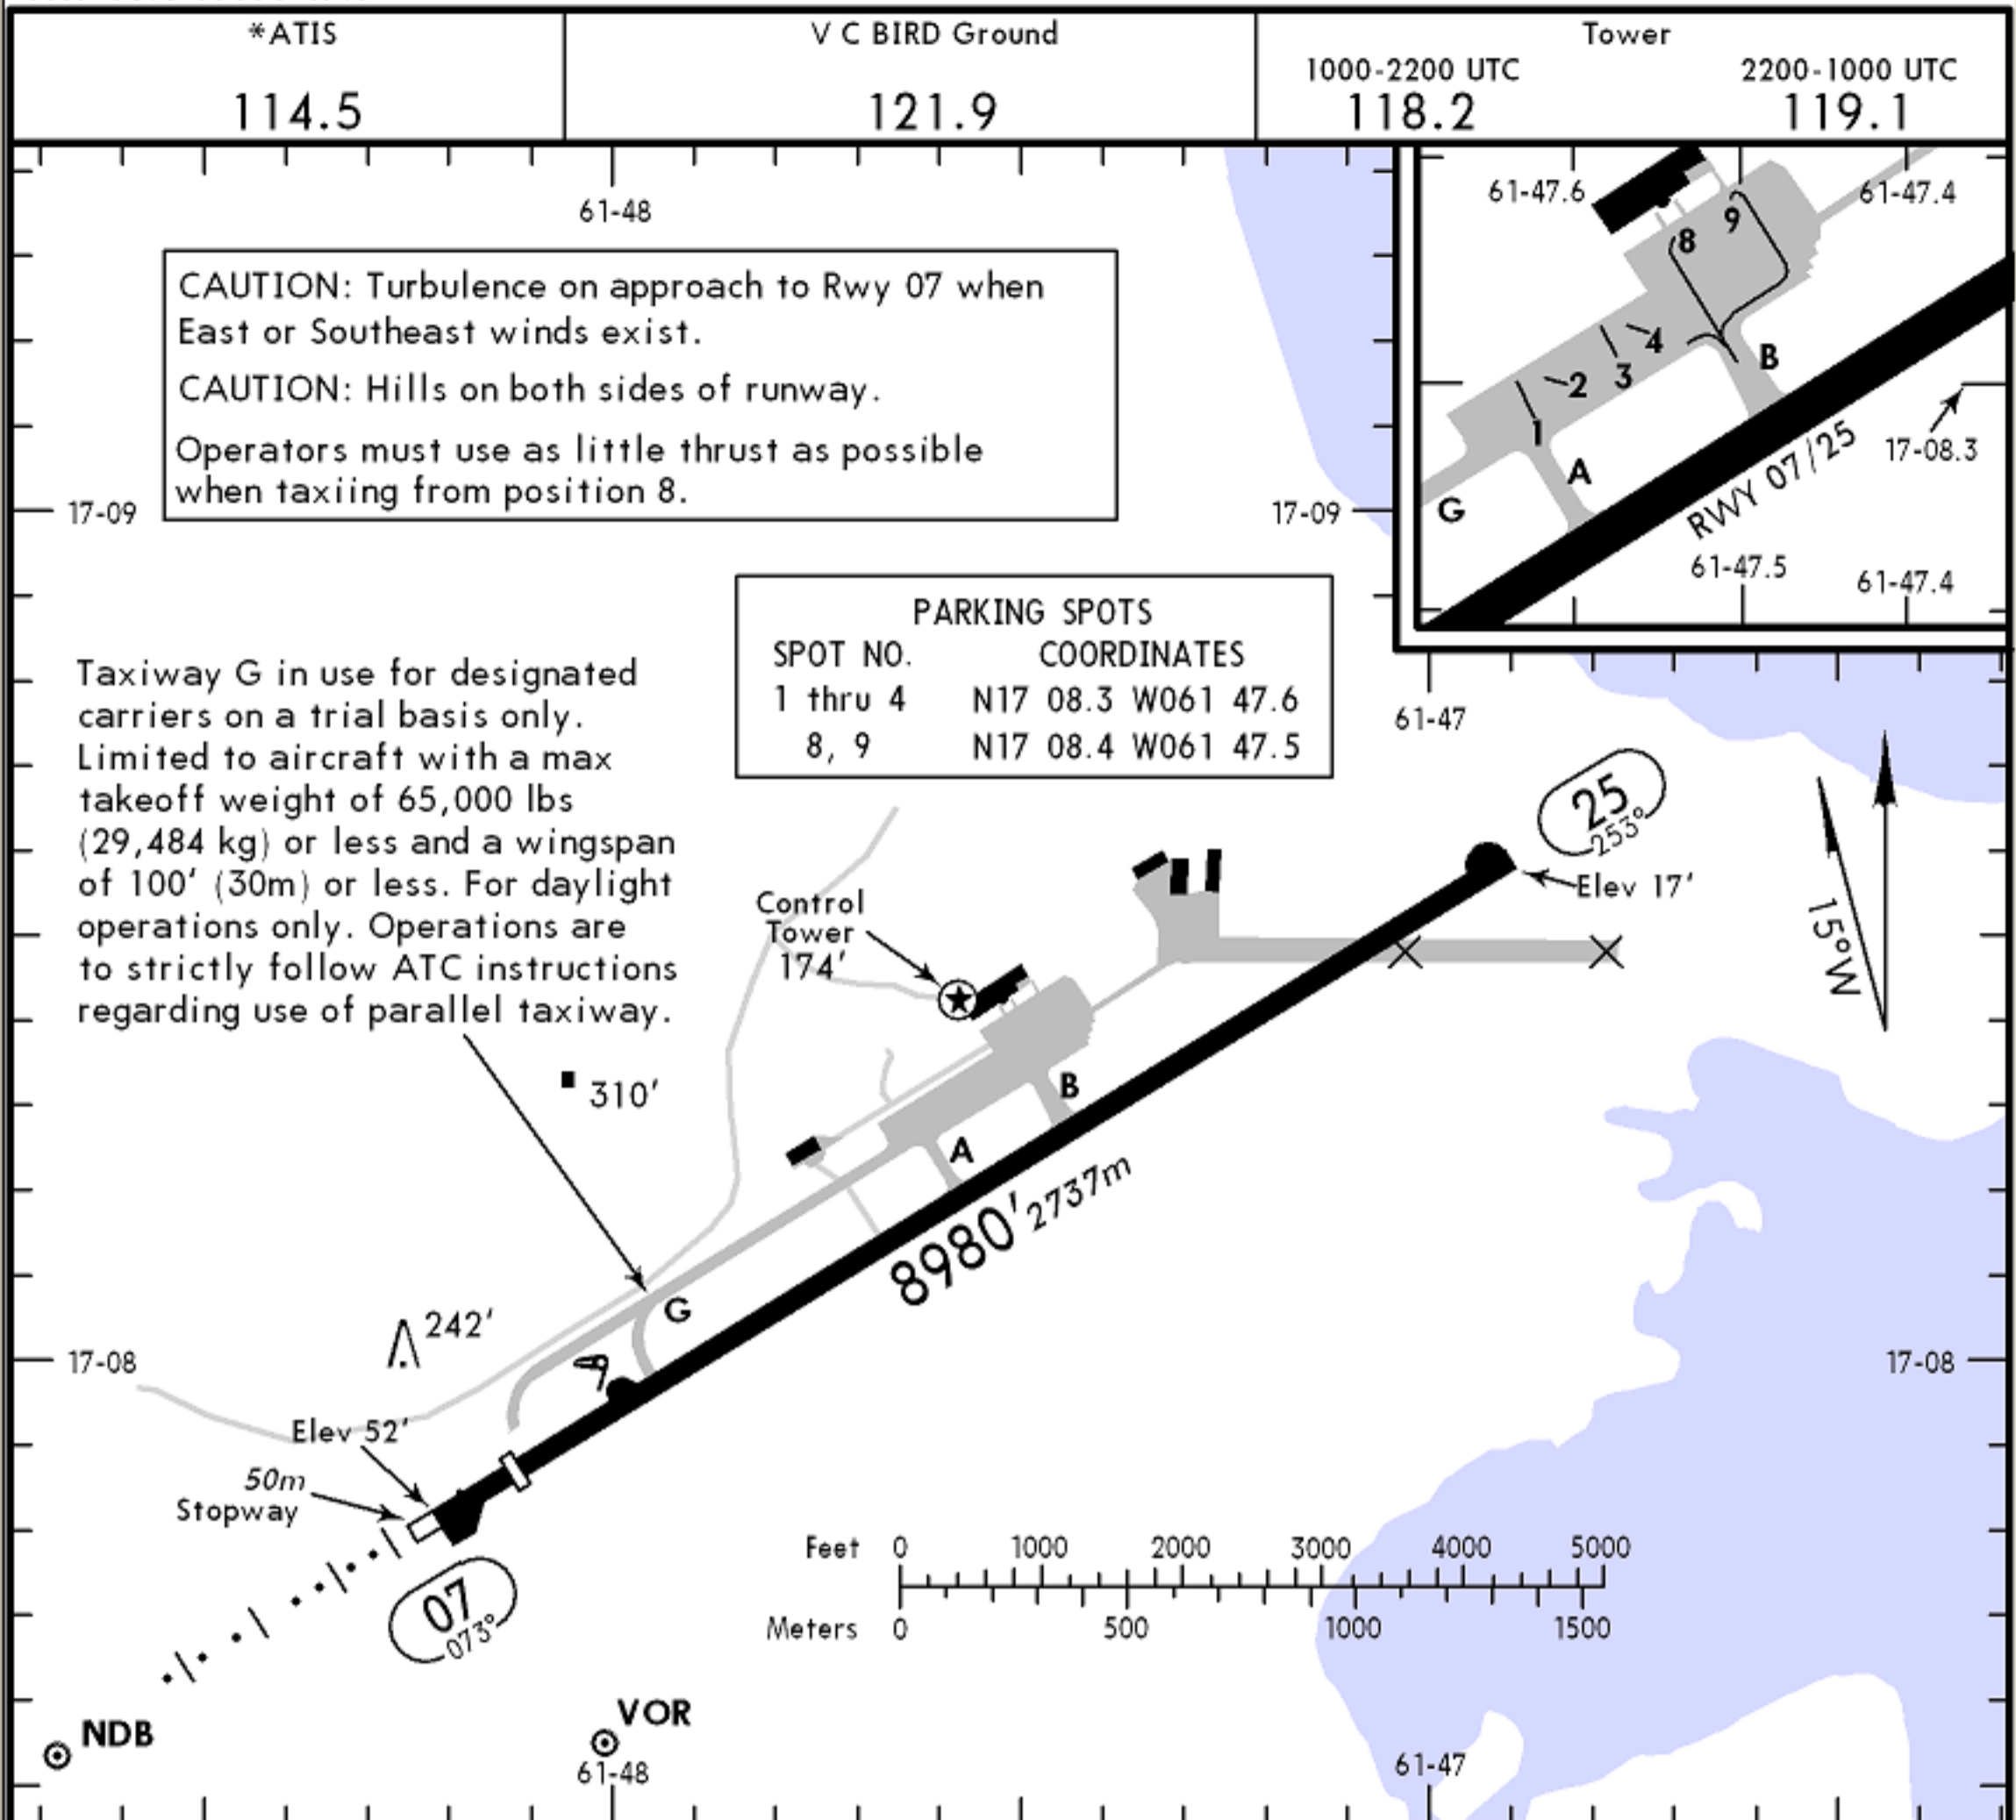 *ATIS
114.5
V C BIRD Ground
121.9
Tower
1000-2200 UTC
118.2
2200-1000 UTC
119.1
61-48
CAUTION: Turbulence on approach to Rwy 07 when
East or Southeast winds exist.
CAUTION: Hills on both sides of runway.
Operators must use as little thrust as possible
when taxiing from position 8.
17-09
17-09
61-47.6
61-47.4
9
8
4
3
2
1
B
A
G
RWY 07/25
17-08.3
61-47.5
61-47.4
PARKING SPOTS
SPOT NO. COORDINATES
1 thru 4 N17 08.3 W061 47.6
8, 9 N17 08.4 W061 47.5
61-47
Taxiway G in use for designated
carriers on a trial basis only.
Limited to aircraft with a max
takeoff weight of 65,000 lbs
(29,484 kg) or less and a wingspan
of 100' (30m) or less. For daylight
operations only. Operations are
to strictly follow ATC instructions
regarding use of parallel taxiway.
25
253°
Elev 17'
15°W
Control
Tower
174'
310'
B
A
8980' 2737m
G
242'
17-08
17-08
Elev 52'
50m
Stopway
07
073°
Feet 0 1000 2000 3000 4000 5000
Meters 0 500 1000 1500
NDB
VOR
61-48
61-47